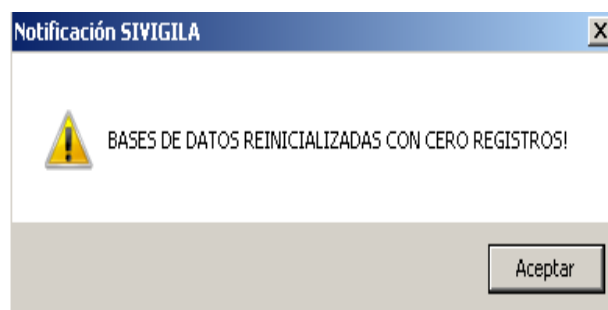 Notificación SIVIGILA
BASES DE DATOS REINICIALIZADAS CON CERO REGISTROS!
Aceptar